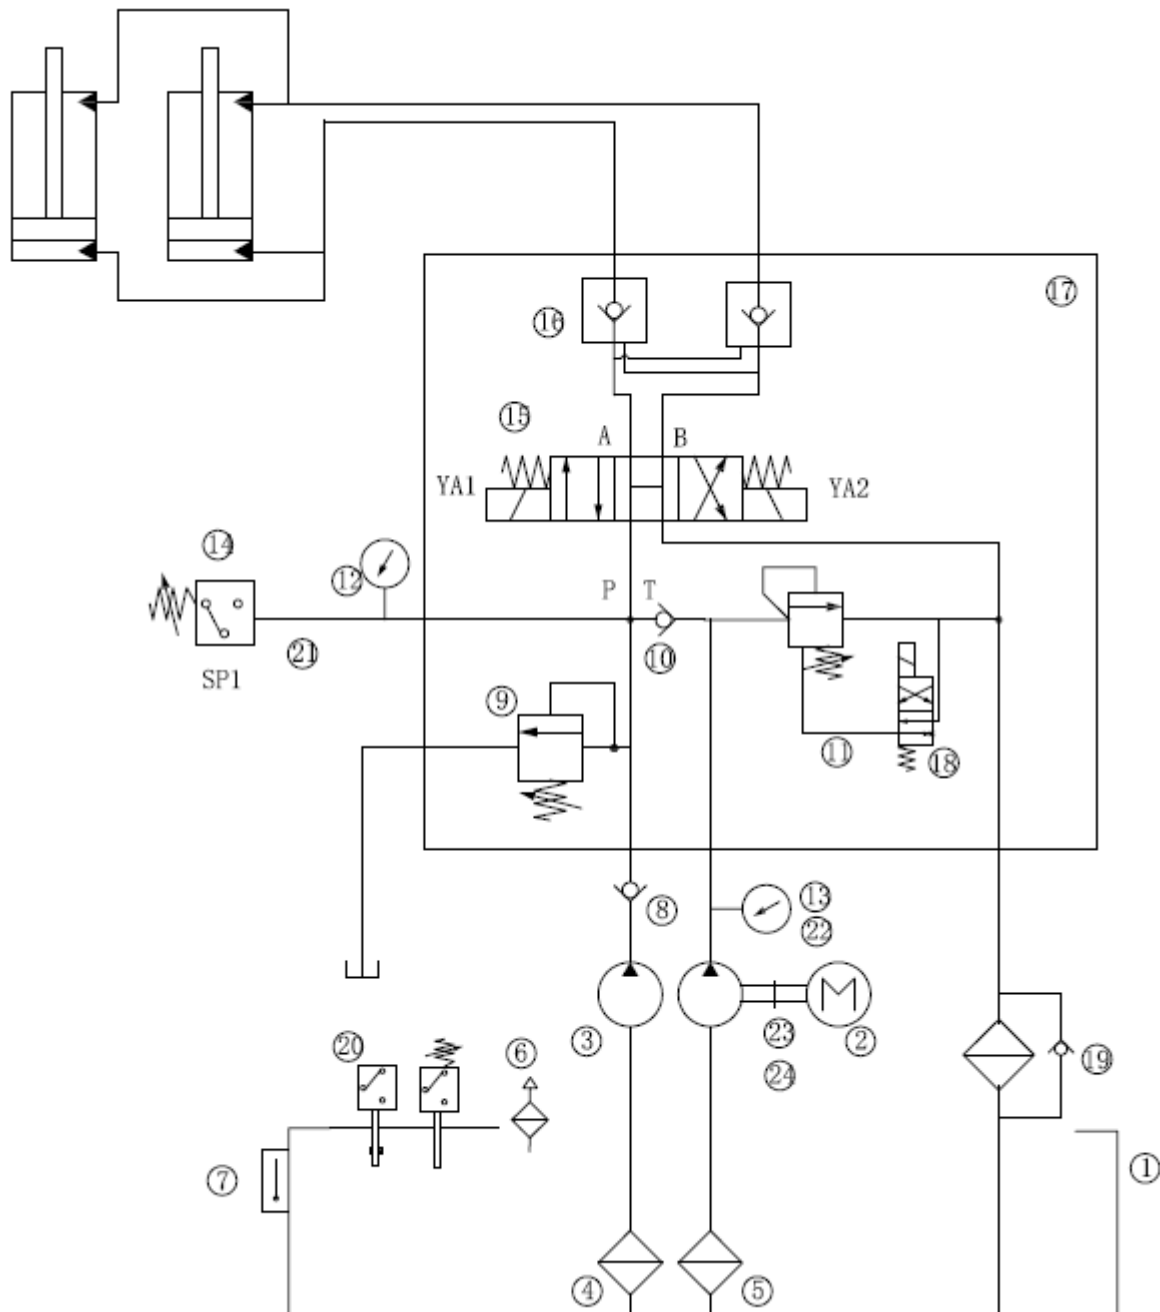 ⑰
⑯
⑮
A B
YA1 YA2
⑭
⑫
P T
㉑ ⑩
SP1
⑨
⑪ ⑱
⑧ ⑬
㉒
M
③ ㉓ ②
⑳ ⑥ ㉔ ⑲
⑦ ①
④ ⑤